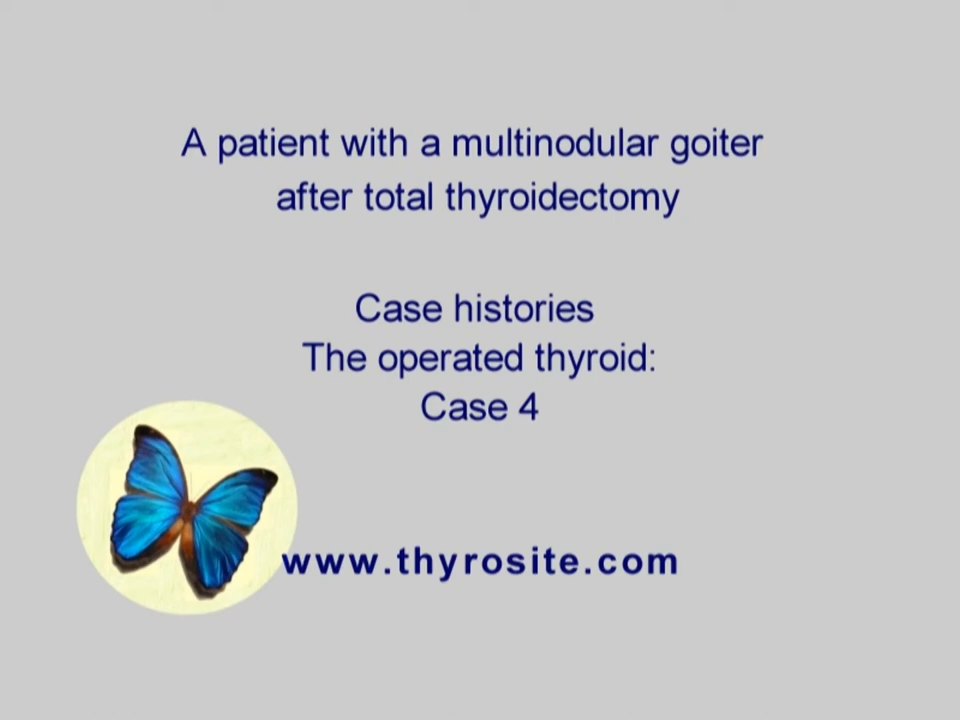 A patient with a multinodular goiter
after total thyroidectomy
Case histories
The operated thyroid:
Case 4
www.thyrosite.com